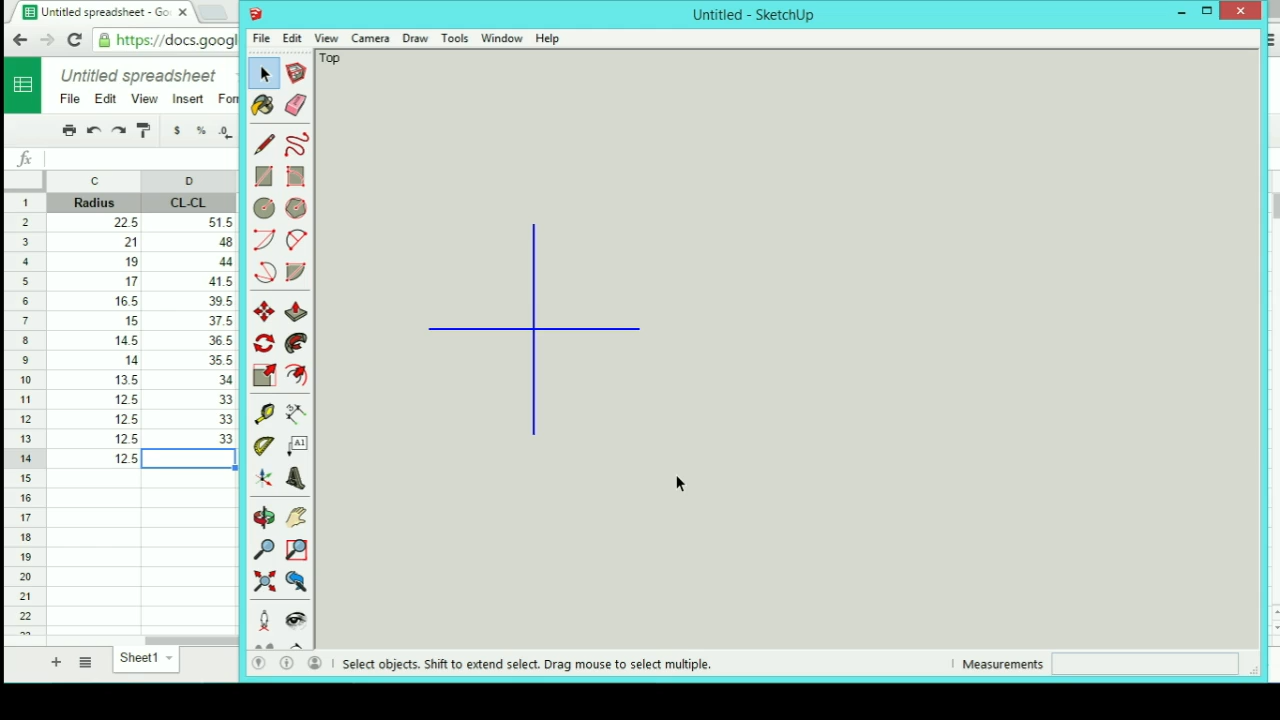 Untitled spreadsheet - Go
https://docs.googl
Untitled spreadsheet
File Edit View Insert Forn
$ % .0
fx
C D
1 Radius CL-CL
2 22.5 51.5
3 21 48
4 19 44
5 17 41.5
6 16.5 39.5
7 15 37.5
8 14.5 36.5
9 14 35.5
10 13.5 34
11 12.5 33
12 12.5 33
13 12.5 33
14 12.5
15
16
17
18
19
20
21
22
Sheet1
Untitled - SketchUp
File Edit View Camera Draw Tools Window Help
Top
A1
Select objects. Shift to extend select. Drag mouse to select multiple.
Measurements